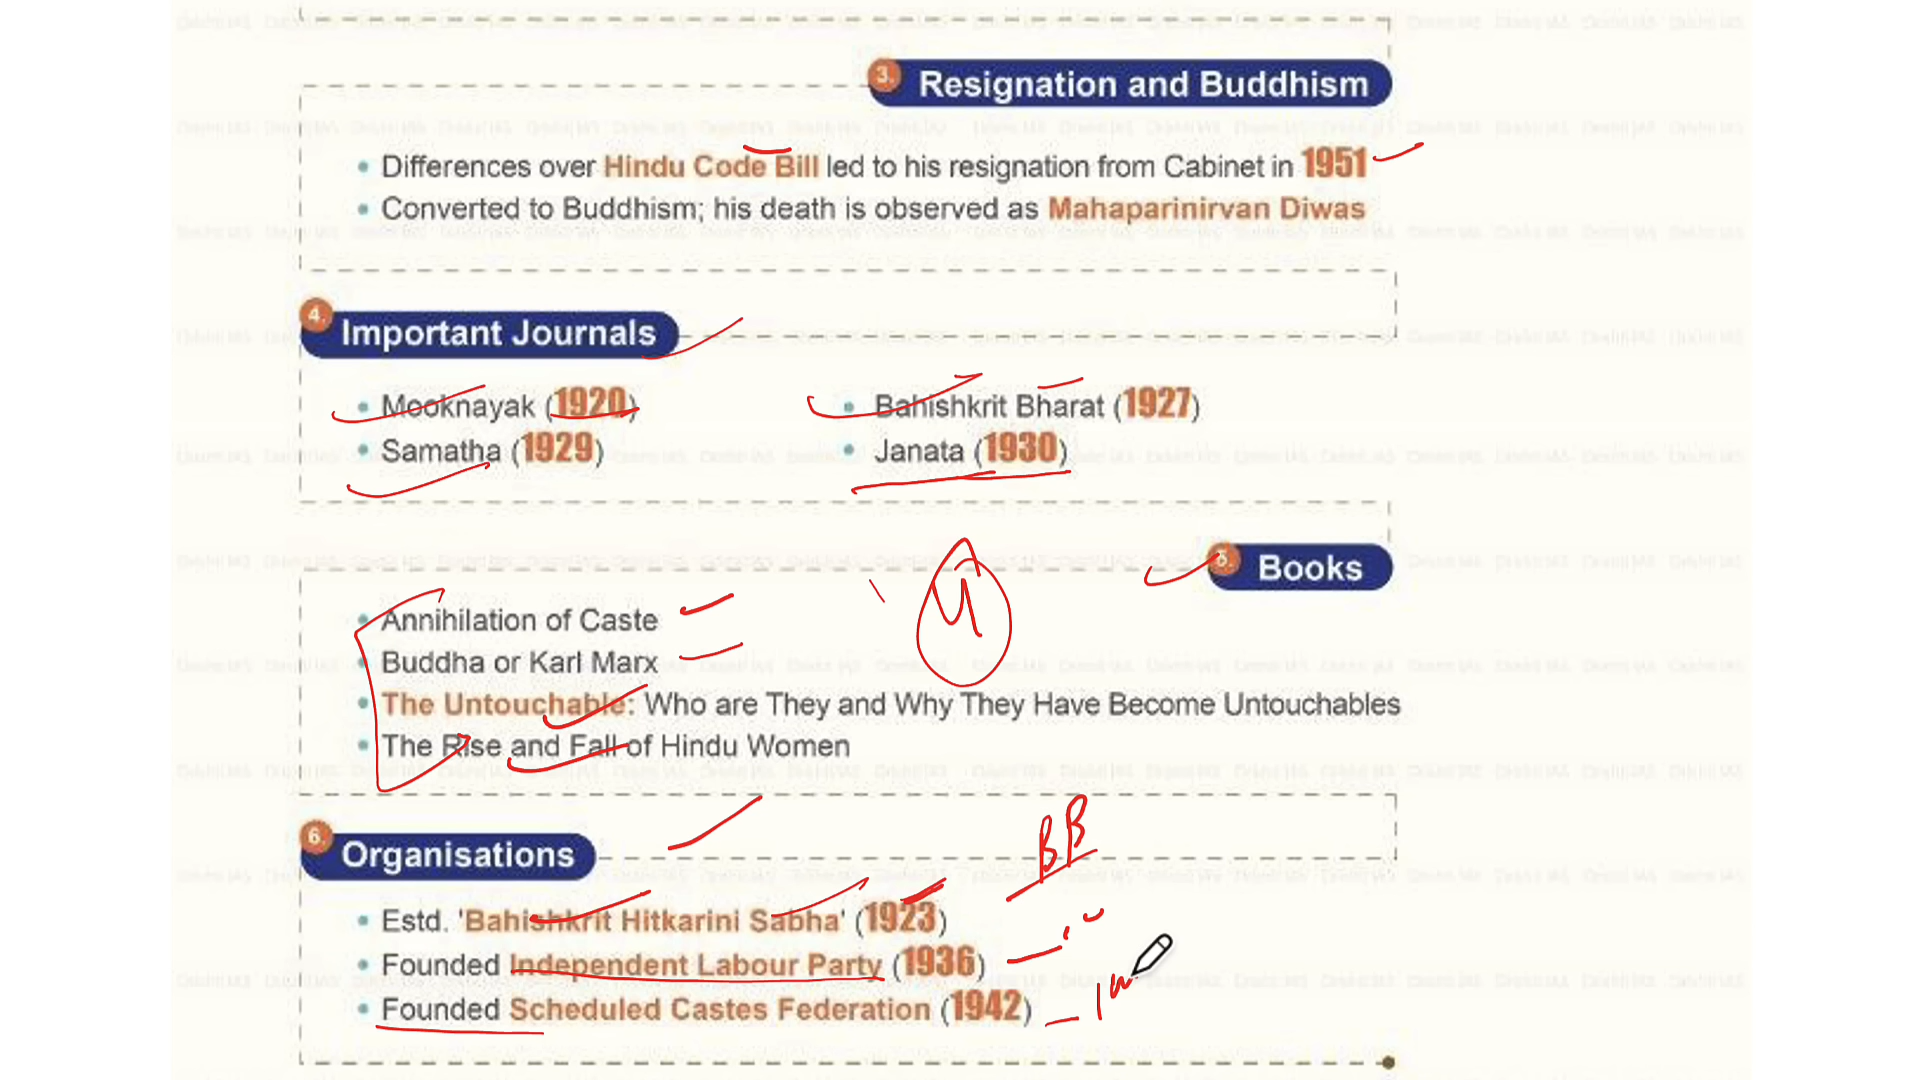 3. Resignation and Buddhism
• Differences over Hindu Code Bill led to his resignation from Cabinet in 1951
• Converted to Buddhism; his death is observed as Mahaparinirvan Diwas
4. Important Journals
• Mooknayak (1920)
• Bahishkrit Bharat (1927)
• Samatha (1929)
• Janata (1930)
5. Books
• Annihilation of Caste
• Buddha or Karl Marx
• The Untouchable: Who are They and Why They Have Become Untouchables
• The Rise and Fall of Hindu Women
6. Organisations
BB
• Estd. 'Bahishkrit Hitkarini Sabha' (1923)
• Founded Independent Labour Party (1936)
• Founded Scheduled Castes Federation (1942)